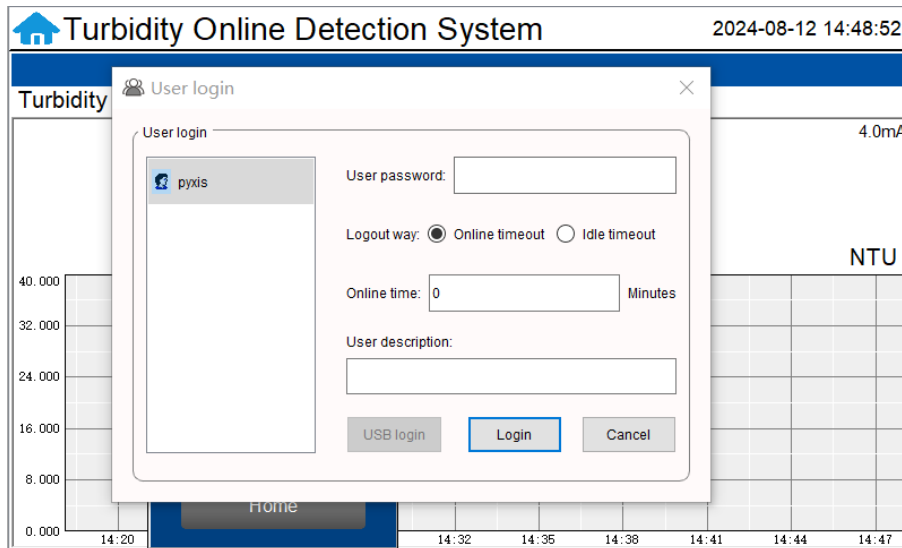 Turbidity Online Detection System
2024-08-12 14:48:52
User login
Turbidity
User login
4.0mA
pyxis
User password:
Logout way: Online timeout Idle timeout
NTU
40.000
Online time: 0 Minutes
32.000
User description:
24.000
16.000
USB login Login Cancel
8.000
Home
0.000
14:20 14:32 14:35 14:38 14:41 14:44 14:47